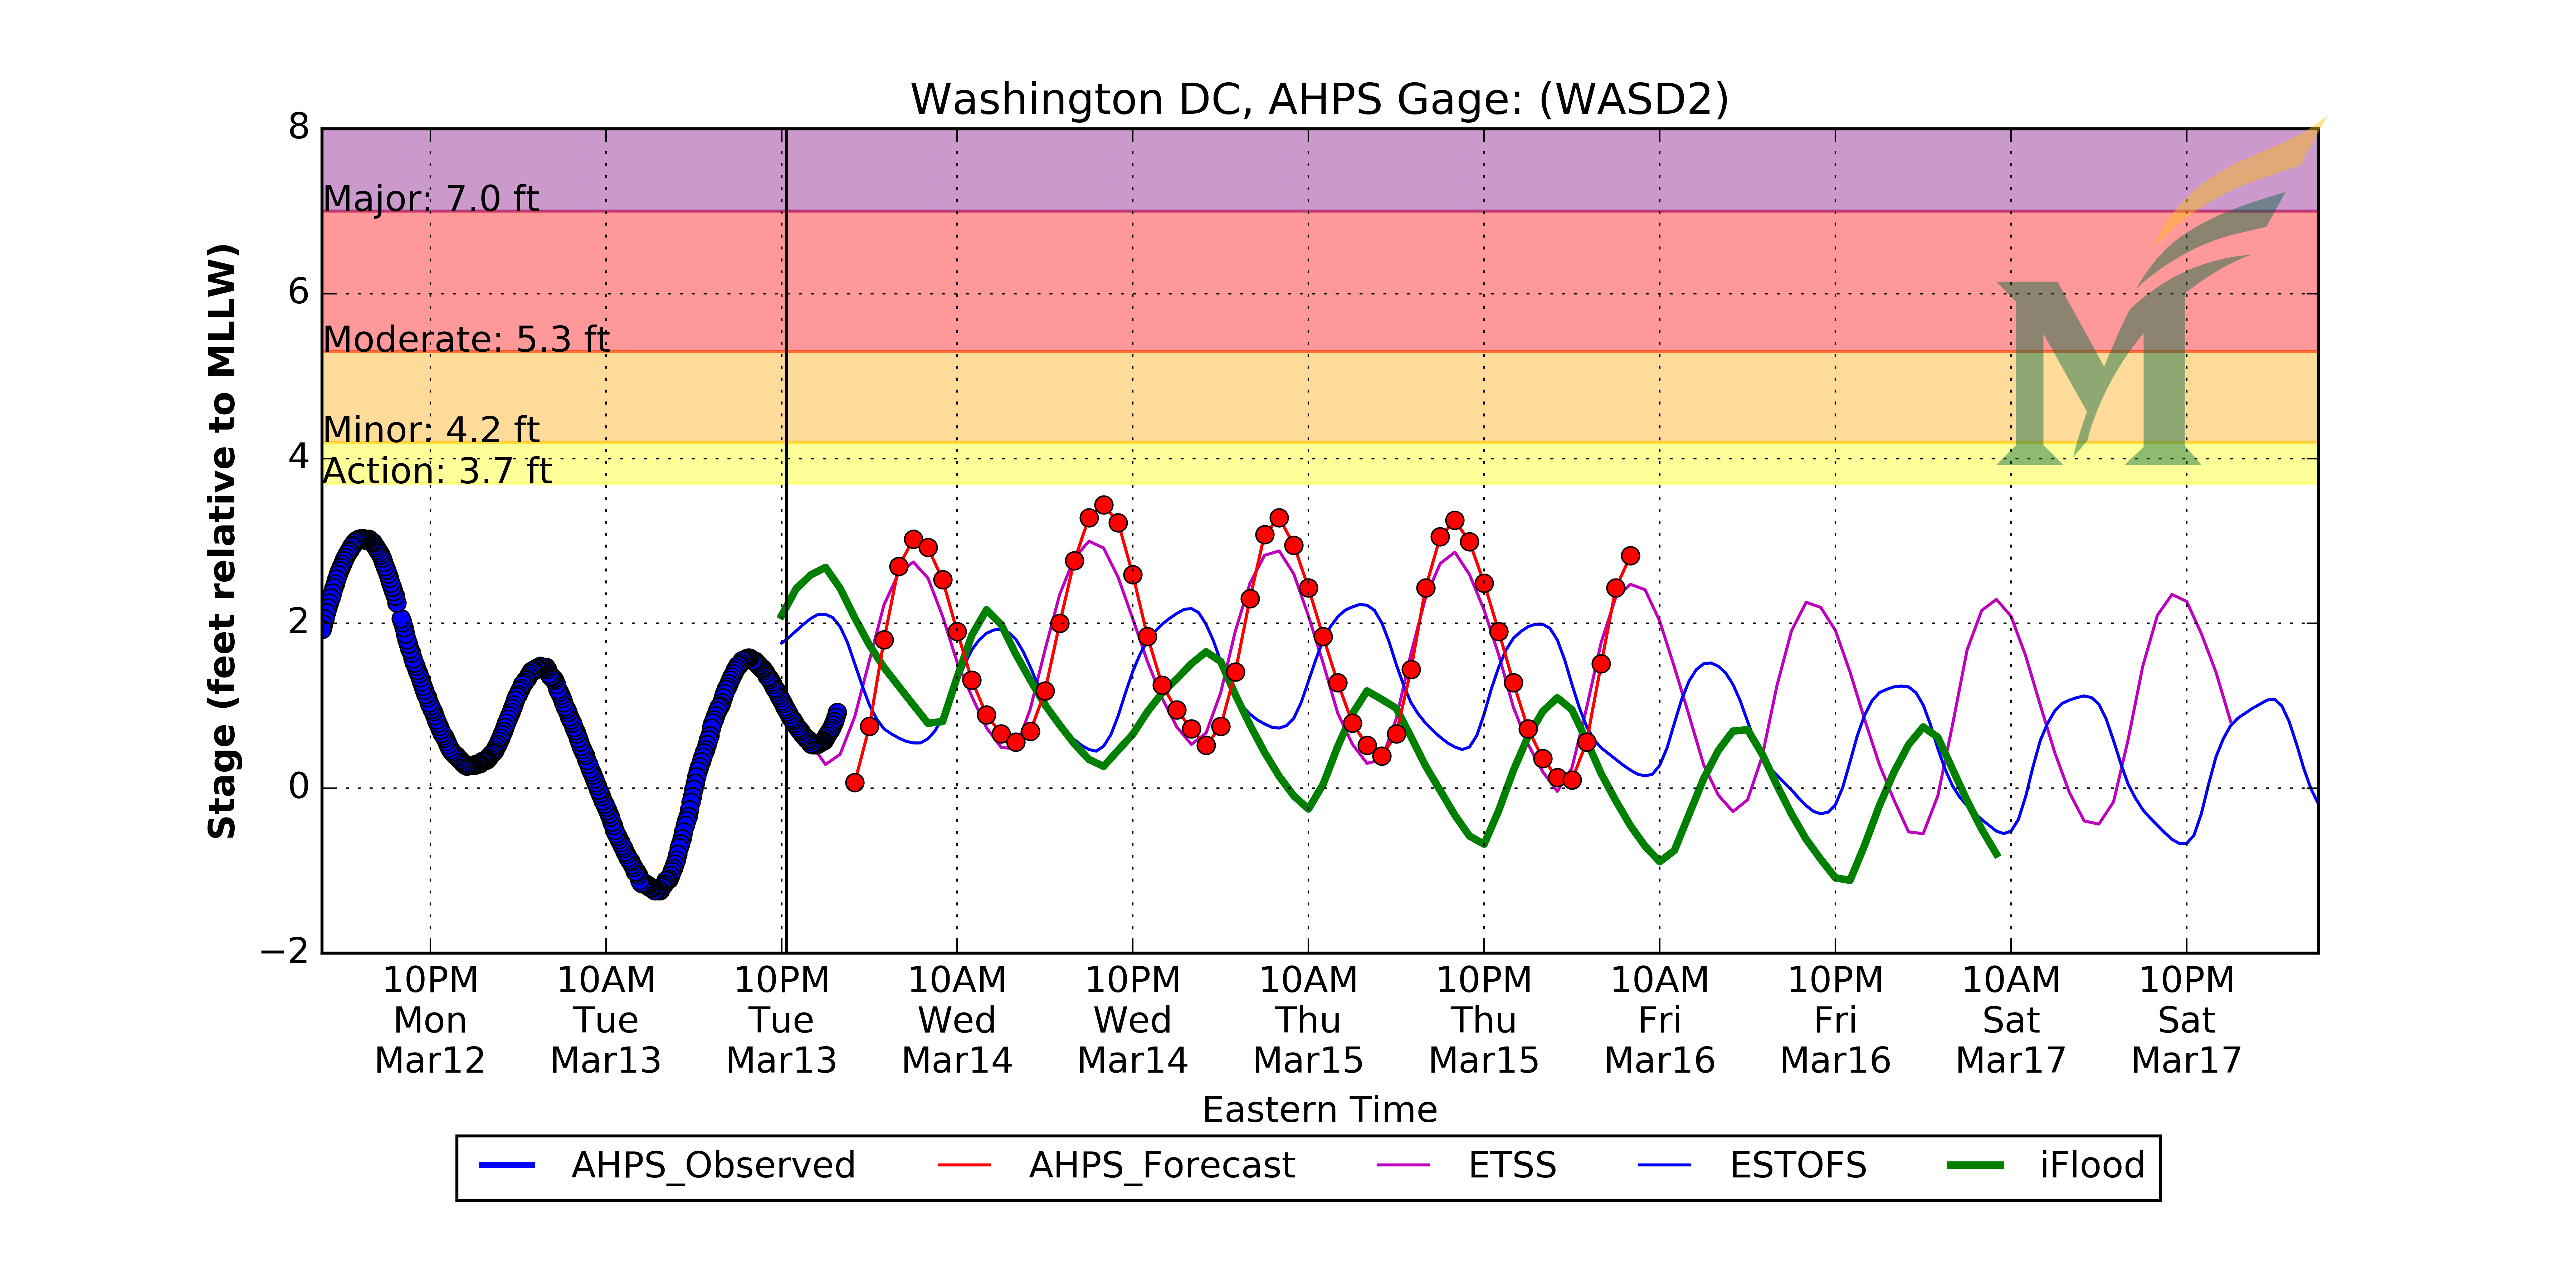 Washington DC, AHPS Gage: (WASD2)
Stage (feet relative to MLLW)
8
Major: 7.0 ft
6
Moderate: 5.3 ft
Minor: 4.2 ft
4
Action: 3.7 ft
2
0
−2
10PM 10AM 10PM 10AM 10PM 10AM 10PM 10AM 10PM 10AM 10PM
Mon Tue Tue Wed Wed Thu Thu Fri Fri Sat Sat
Mar12 Mar13 Mar13 Mar14 Mar14 Mar15 Mar15 Mar16 Mar16 Mar17 Mar17
Eastern Time
AHPS_Observed AHPS_Forecast ETSS ESTOFS iFlood